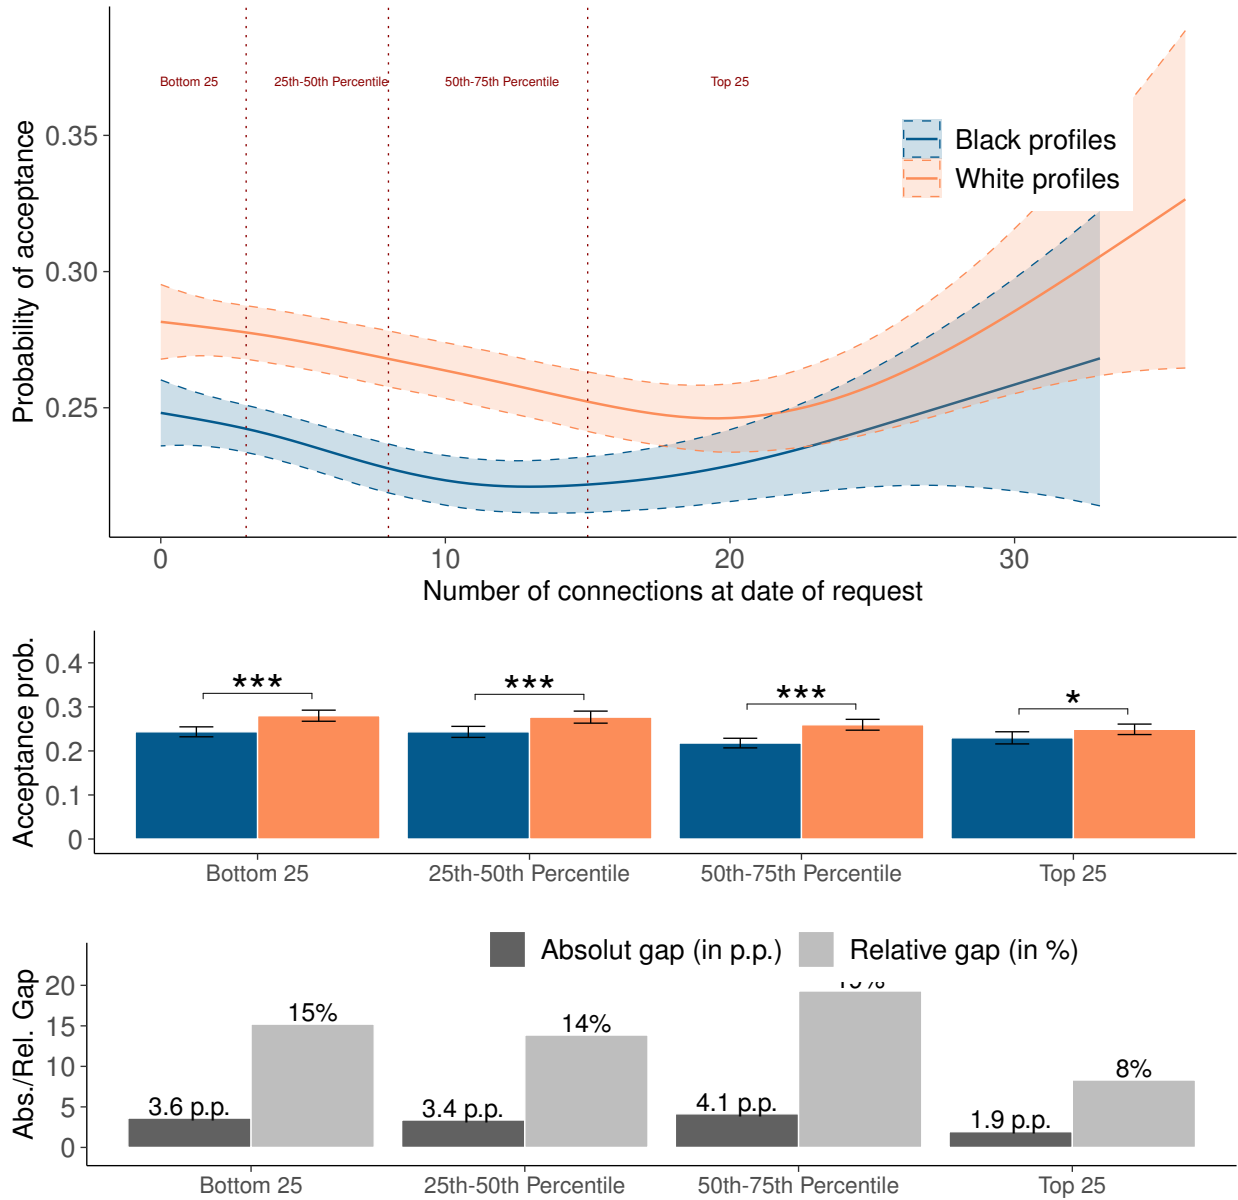 Bottom 25 25th-50th Percentile 50th-75th Percentile Top 25
Black profiles
White profiles
Probability of acceptance
0.35
0.30
0.25
0 10 20 30
Number of connections at date of request
Acceptance prob.
0.4
0.3
0.2
0.1
0
*** *** *** *
Bottom 25 25th-50th Percentile 50th-75th Percentile Top 25
Absolut gap (in p.p.) Relative gap (in %)
Abs./Rel. Gap
20
15
10
5
0
3.6 p.p. 15% 3.4 p.p. 14% 4.1 p.p. 1.9 p.p. 8%
Bottom 25 25th-50th Percentile 50th-75th Percentile Top 25